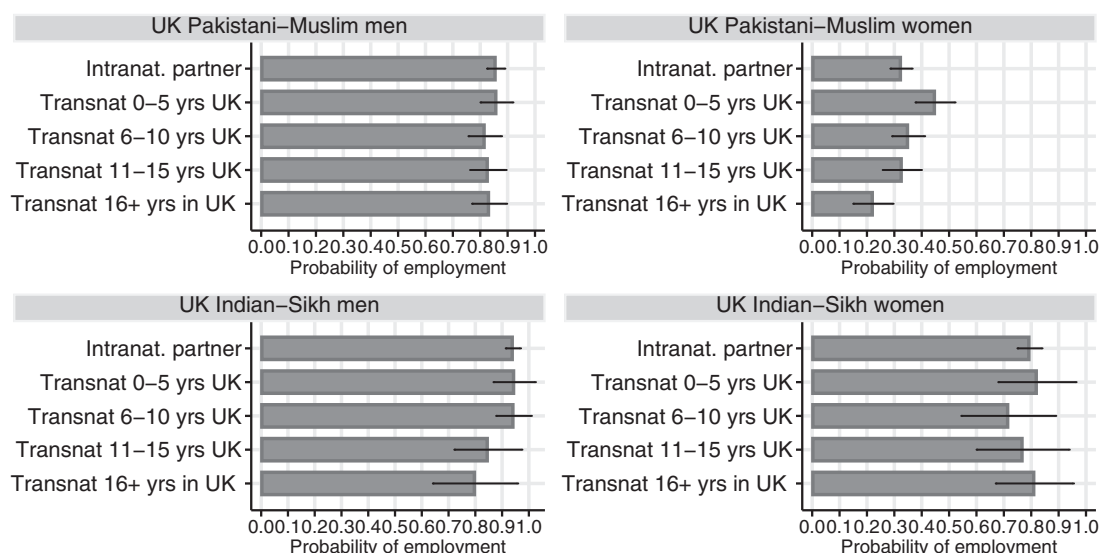 UK Pakistani–Muslim men
Intranat. partner
Transnat 0–5 yrs UK
Transnat 6–10 yrs UK
Transnat 11–15 yrs UK
Transnat 16+ yrs in UK
0.00.10.20.30.40.50.60.70.80.91.0
Probability of employment
UK Pakistani–Muslim women
Intranat. partner
Transnat 0–5 yrs UK
Transnat 6–10 yrs UK
Transnat 11–15 yrs UK
Transnat 16+ yrs in UK
0.00.10.20.30.40.50.60.70.80.91.0
Probability of employment
UK Indian–Sikh men
Intranat. partner
Transnat 0–5 yrs UK
Transnat 6–10 yrs UK
Transnat 11–15 yrs UK
Transnat 16+ yrs in UK
0.00.10.20.30.40.50.60.70.80.91.0
Probability of employment
UK Indian–Sikh women
Intranat. partner
Transnat 0–5 yrs UK
Transnat 6–10 yrs UK
Transnat 11–15 yrs UK
Transnat 16+ yrs in UK
0.00.10.20.30.40.50.60.70.80.91.0
Probability of employment